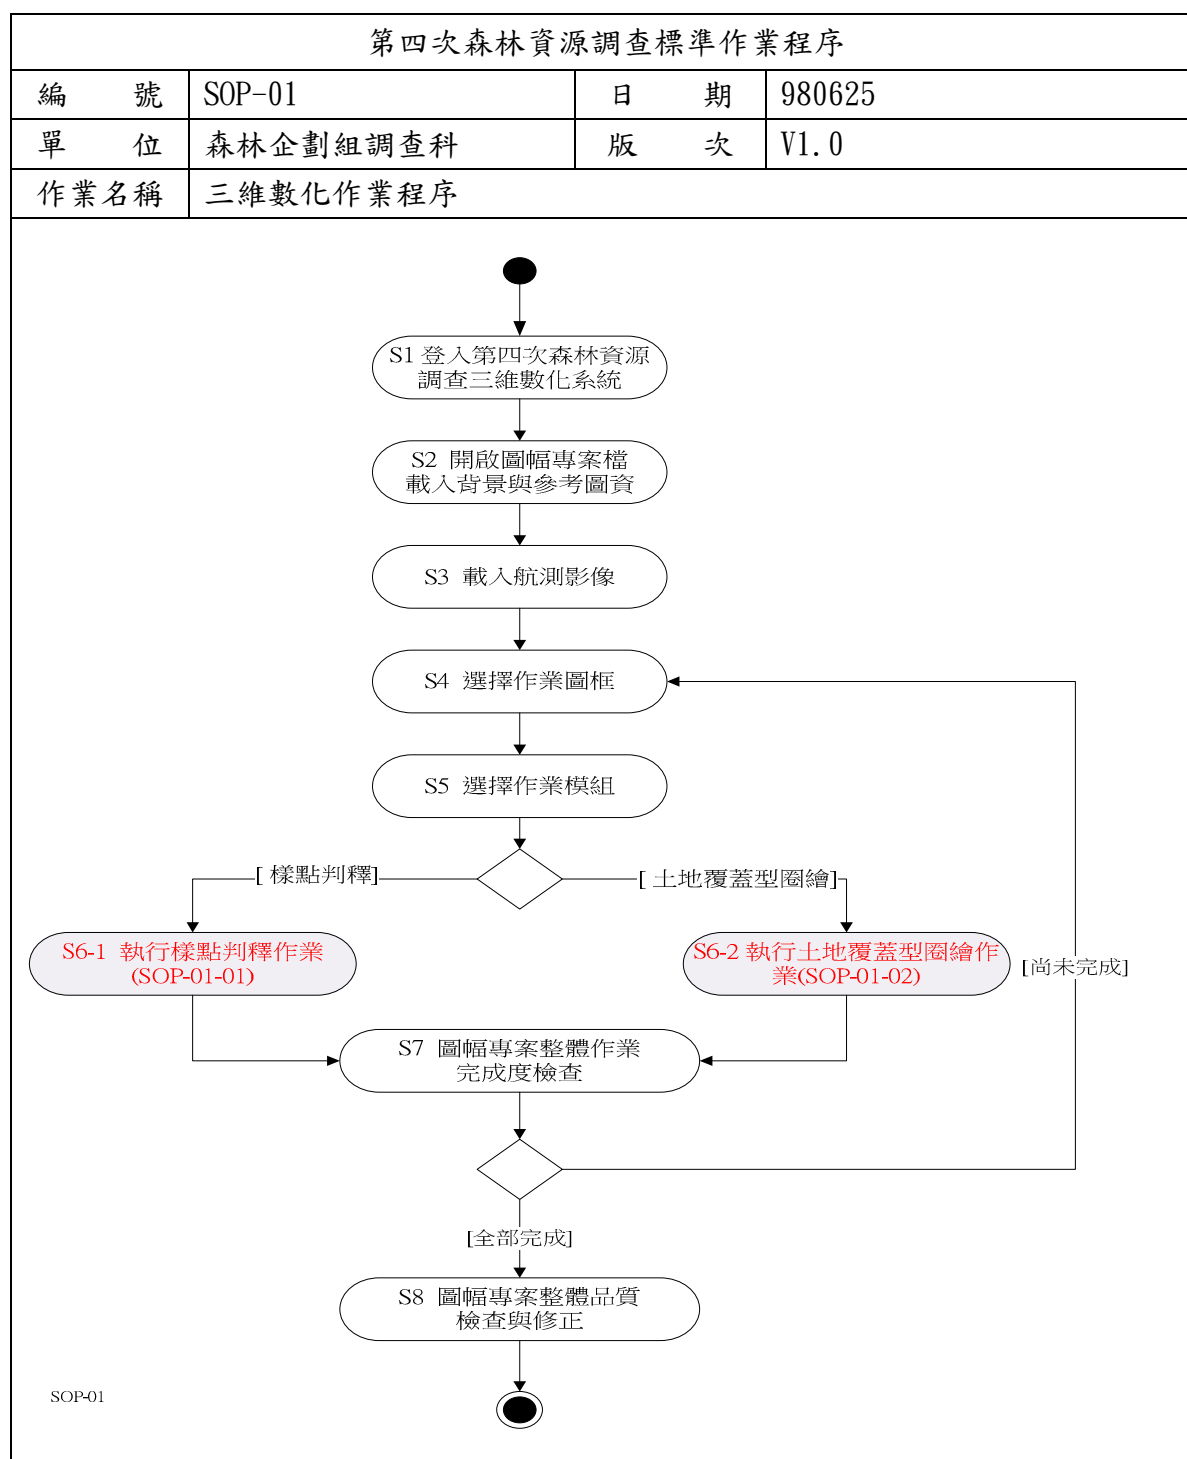 第四次森林資源調查標準作業程序
編 號 SOP-01 日 期 980625
單 位 森林企劃組調查科 版 次 V1.0
作業名稱 三維數化作業程序
S1 登入第四次森林資源
調查三維數化系統
S2 開啟圖幅專案檔
載入背景與參考圖資
S3 載入航測影像
S4 選擇作業圖框
S5 選擇作業模組
[ 樣點判釋]
[ 土地覆蓋型圈繪]
S6-1 執行樣點判釋作業
(SOP-01-01)
S6-2 執行土地覆蓋型圈繪作
業(SOP-01-02)
[尚未完成]
S7 圖幅專案整體作業
完成度檢查
[全部完成]
S8 圖幅專案整體品質
檢查與修正
SOP-01